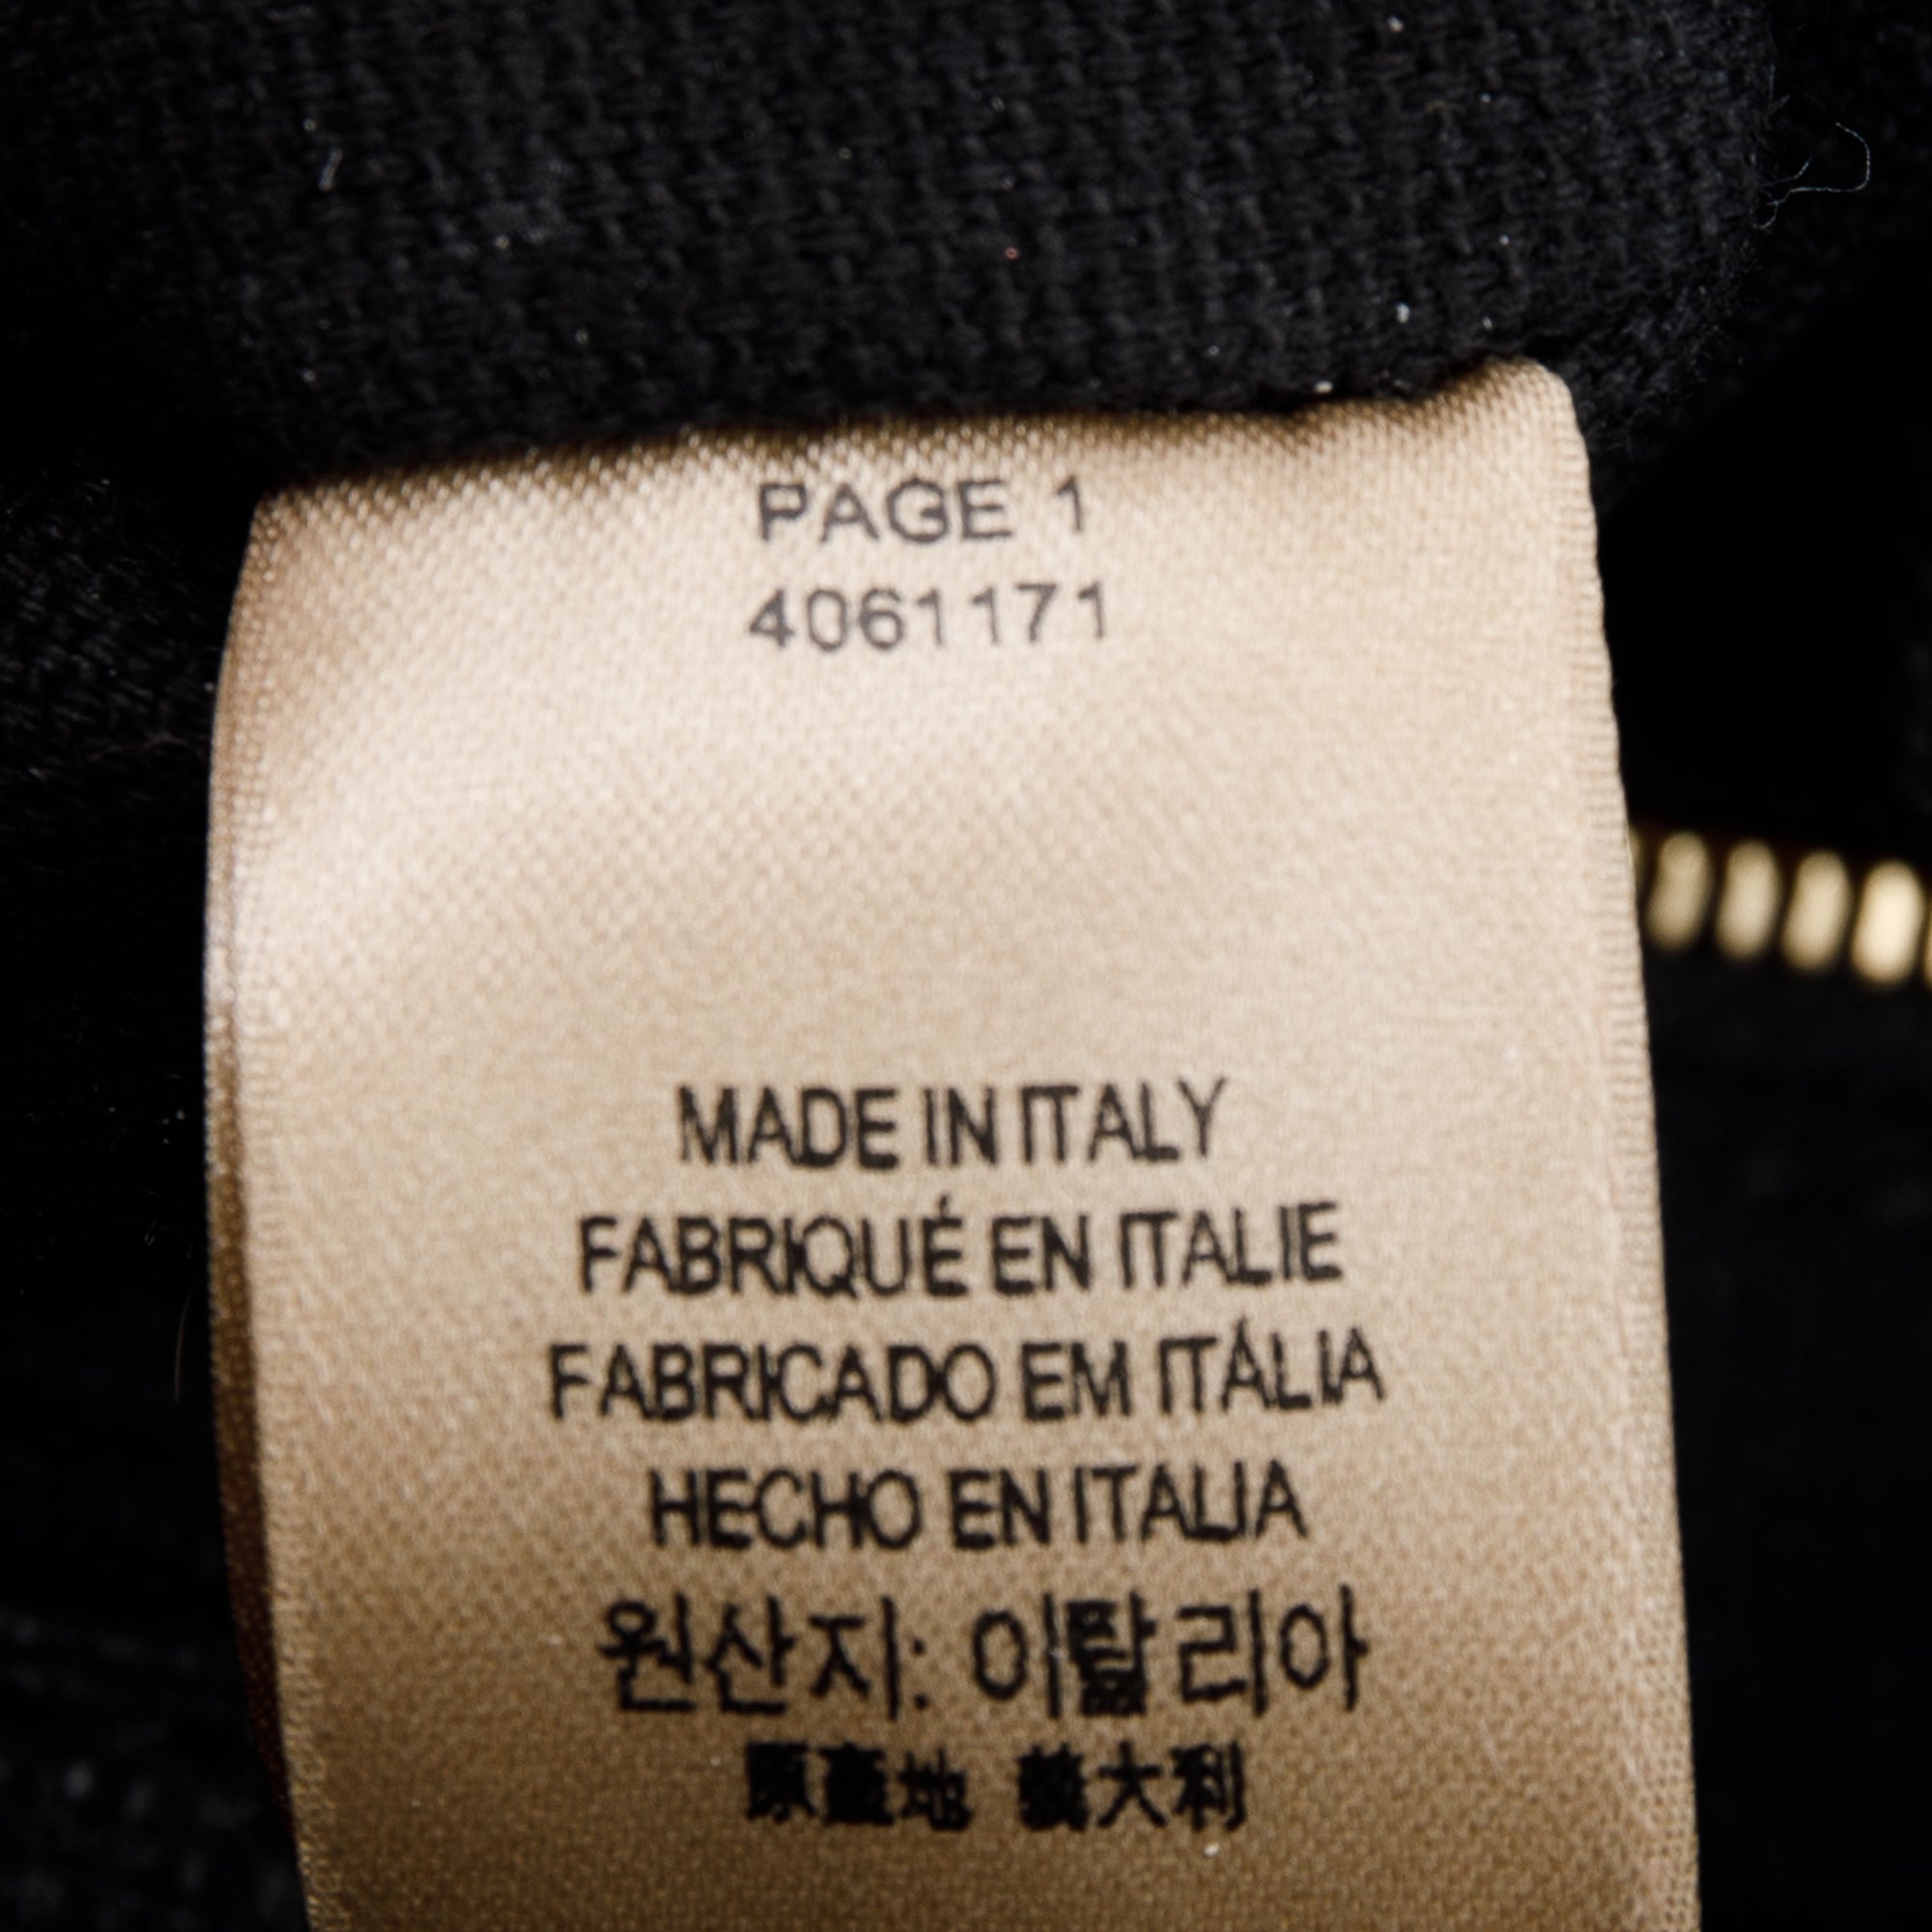 PAGE 1
4061171
MADE IN ITALY
FABRIQUÉ EN ITALIE
FABRICADO EM ITÁLIA
HECHO EN ITALIA
원산지: 이탈리아
原產地 義大利